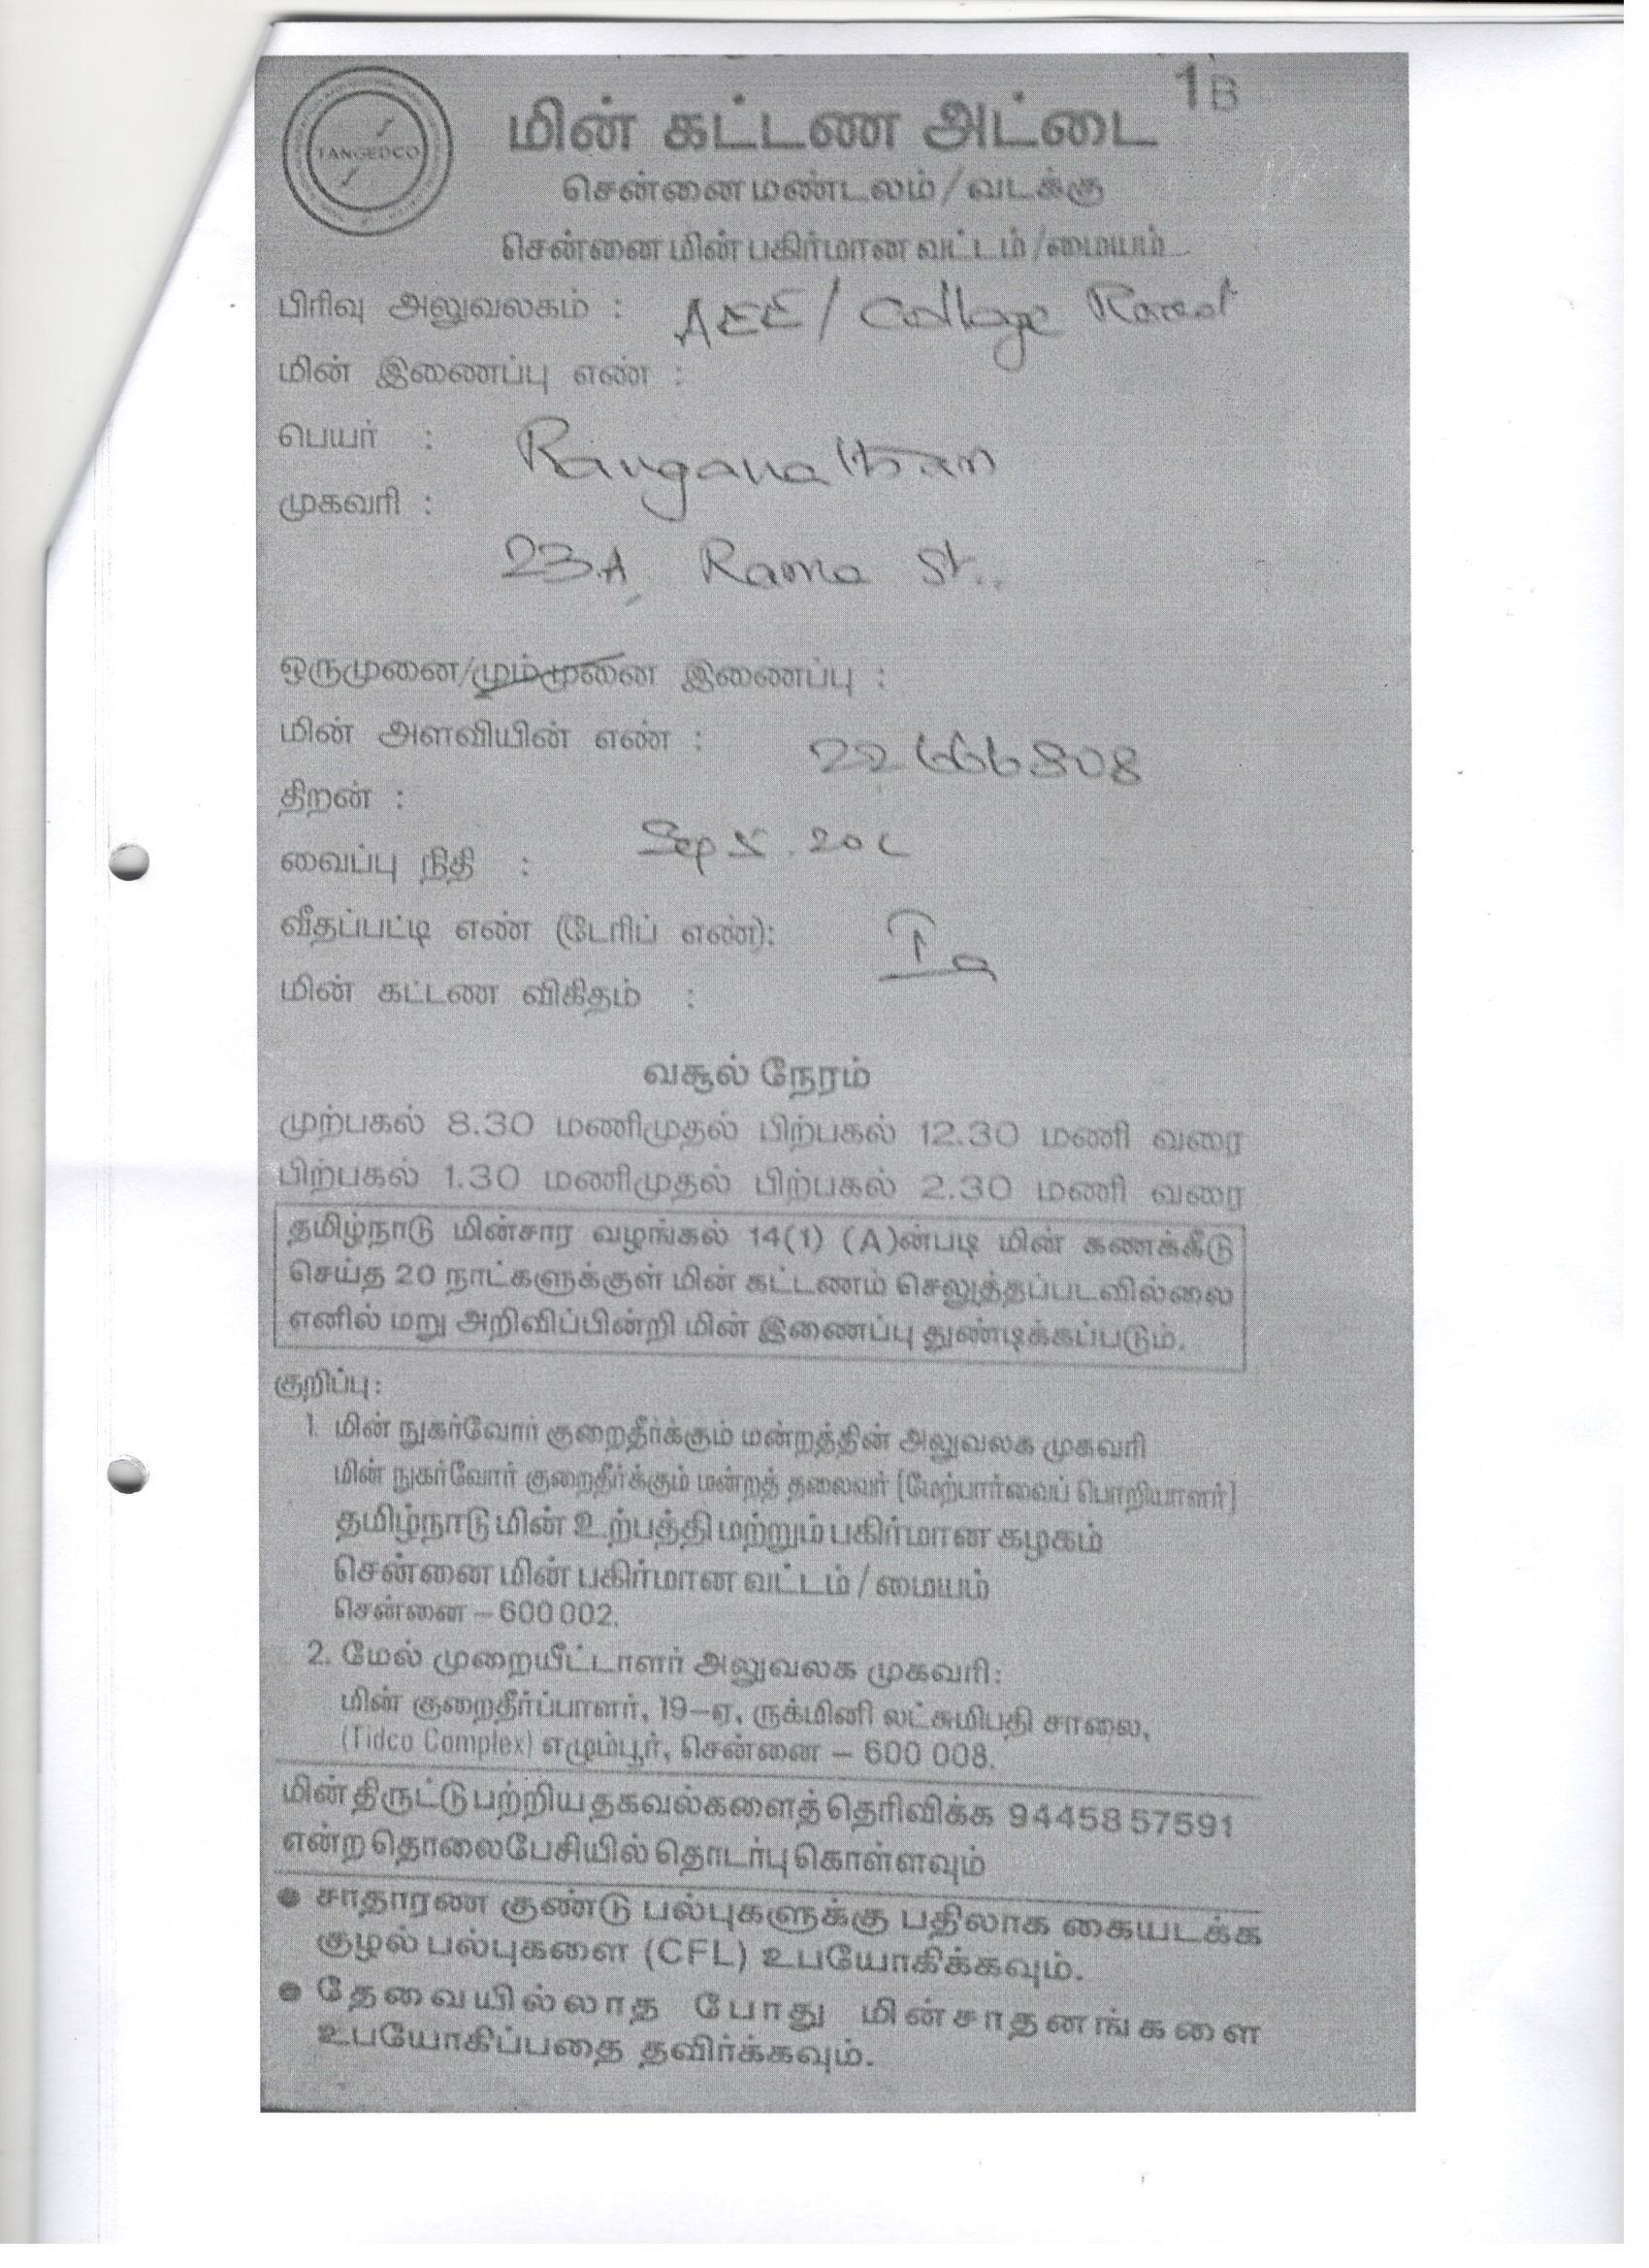 1B
TANGEDCO
மின் கட்டண அட்டை
சென்னை மண்டலம்/வடக்கு
சென்னை மின் பகிர்மான வட்டம்/மையம்
பிரிவு அலுவலகம் : AEE/ College Road
மின் இணைப்பு எண் :
பெயர் : Ranganathan
முகவரி :
23.A, Rama St..
ஒருமுனை/மும்முனை இணைப்பு :
மின் அளவியின் எண் : 22666808
திறன் :
வைப்பு நிதி :
வீதப்பட்டி எண் (டேரிப் எண்): Ia
மின் கட்டண விகிதம் :
வசூல் நேரம்
முற்பகல் 8.30 மணிமுதல் பிற்பகல் 12.30 மணி வரை
பிற்பகல் 1.30 மணிமுதல் பிற்பகல் 2.30 மணி வரை
தமிழ்நாடு மின்சார வழங்கல் 14(1) (A)ன்படி மின் கணக்கீடு
செய்த 20 நாட்களுக்குள் மின் கட்டணம் செலுத்தப்படவில்லை
எனில் மறு அறிவிப்பின்றி மின் இணைப்பு துண்டிக்கப்படும்.
குறிப்பு:
1. மின் நுகர்வோர் குறைதீர்க்கும் மன்றத்தின் அலுவலக முகவரி
மின் நுகர்வோர் குறைதீர்க்கும் மன்றத் தலைவர் [மேற்பார்வைப் பொறியாளர்]
தமிழ்நாடு மின் உற்பத்தி மற்றும் பகிர்மான கழகம்
சென்னை மின் பகிர்மான வட்டம் / மையம்
சென்னை – 600 002.
2. மேல் முறையீட்டாளர் அலுவலக முகவரி:
மின் குறைதீர்ப்பாளர், 19–ஏ, ருக்மினி லட்சுமிபதி சாலை,
(Tidco Complex) எழும்பூர், சென்னை – 600 008.
மின் திருட்டு பற்றிய தகவல்களைத் தெரிவிக்க 94458 57591
என்ற தொலைபேசியில் தொடர்பு கொள்ளவும்
● சாதாரண குண்டு பல்புகளுக்கு பதிலாக கையடக்க
குழல் பல்புகளை (CFL) உபயோகிக்கவும்.
● தேவையில்லாத போது மின்சாதனங்களை
உபயோகிப்பதை தவிர்க்கவும்.